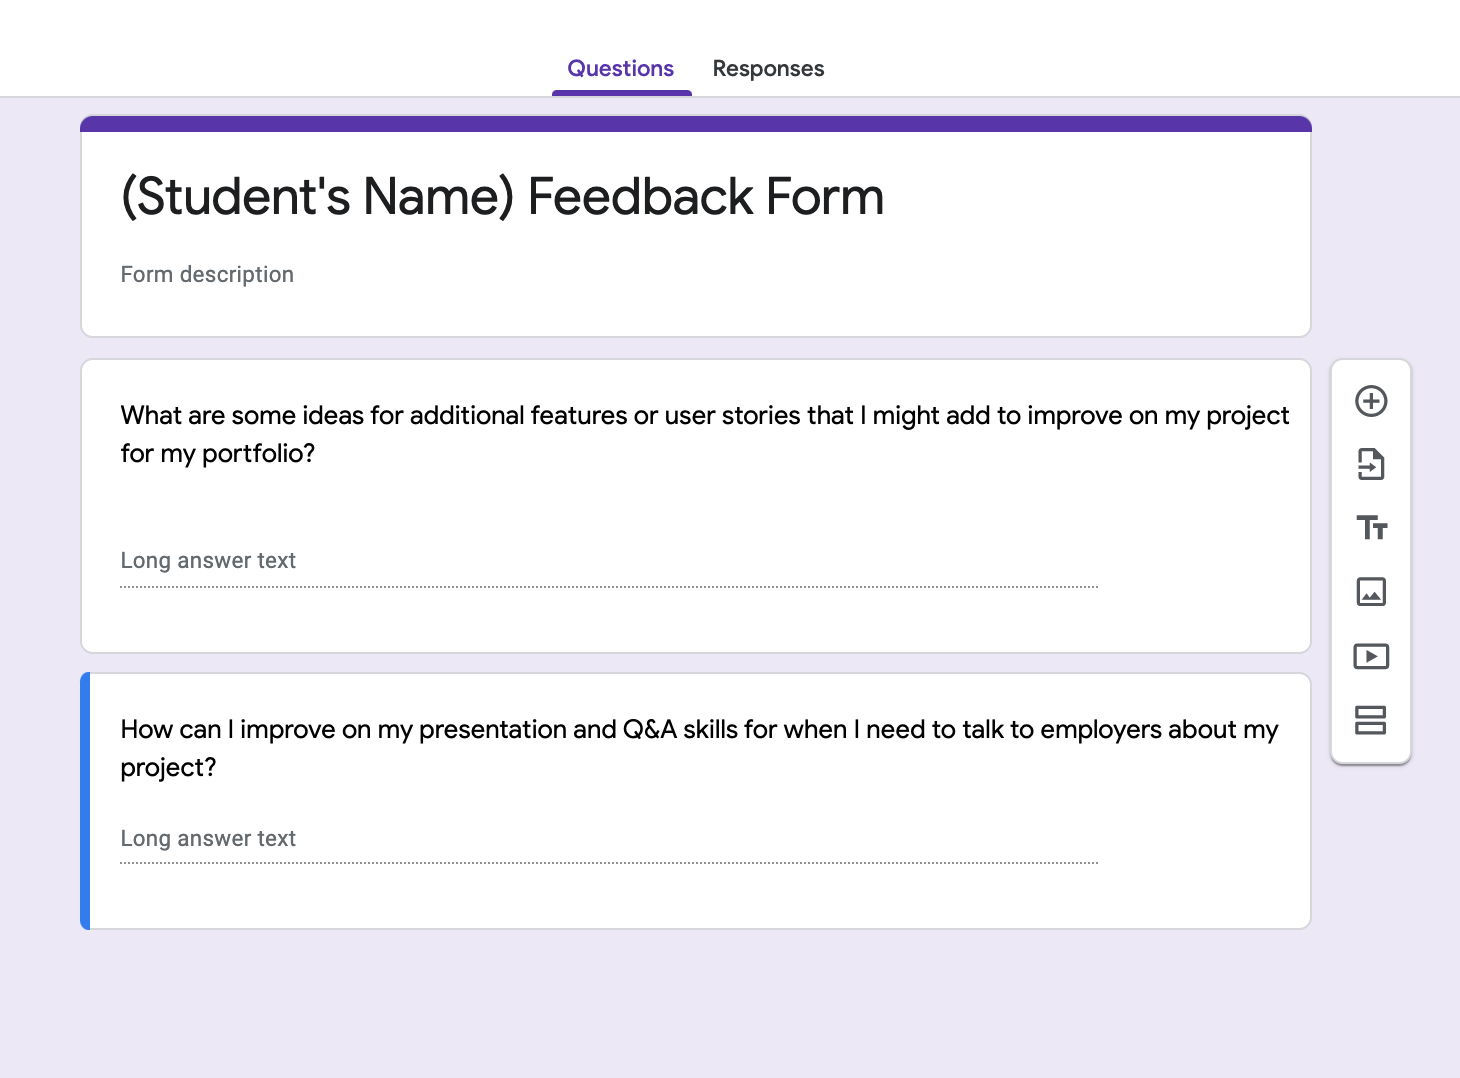 Questions Responses
(Student's Name) Feedback Form
Form description
What are some ideas for additional features or user stories that I might add to improve on my project
for my portfolio?
Long answer text
How can I improve on my presentation and Q&A skills for when I need to talk to employers about my
project?
Long answer text